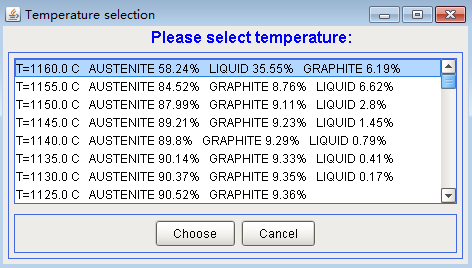 Temperature selection
Please select temperature:
T=1160.0 C AUSTENITE 58.24% LIQUID 35.55% GRAPHITE 6.19%
T=1155.0 C AUSTENITE 84.52% GRAPHITE 8.76% LIQUID 6.62%
T=1150.0 C AUSTENITE 87.99% GRAPHITE 9.11% LIQUID 2.8%
T=1145.0 C AUSTENITE 89.21% GRAPHITE 9.23% LIQUID 1.45%
T=1140.0 C AUSTENITE 89.8% GRAPHITE 9.29% LIQUID 0.79%
T=1135.0 C AUSTENITE 90.14% GRAPHITE 9.33% LIQUID 0.41%
T=1130.0 C AUSTENITE 90.37% GRAPHITE 9.35% LIQUID 0.17%
T=1125.0 C AUSTENITE 90.52% GRAPHITE 9.36%
Choose Cancel